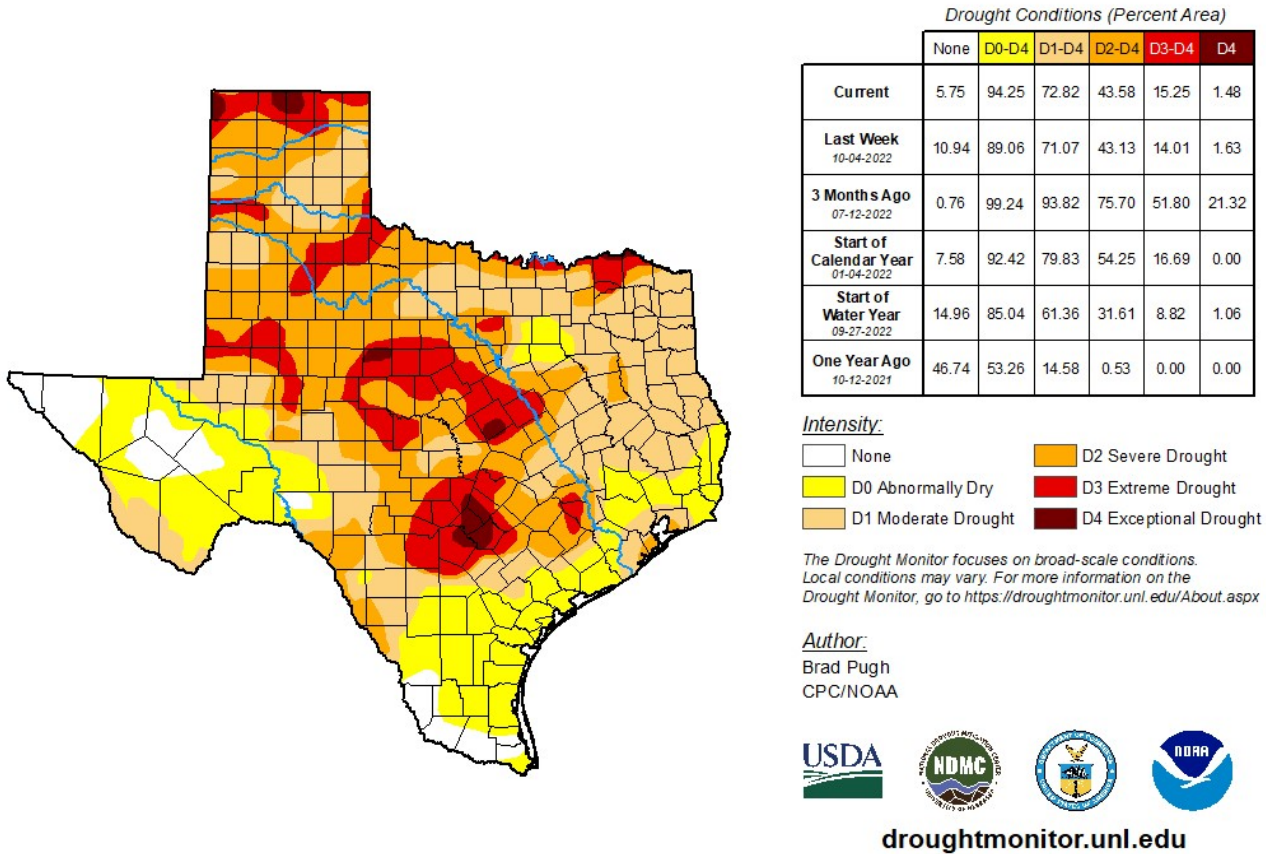 Drought Conditions (Percent Area)
None D0-D4 D1-D4 D2-D4 D3-D4 D4
Current 5.75 94.25 72.82 43.58 15.25 1.48
Last Week
10-04-2022 10.94 89.06 71.07 43.13 14.01 1.63
3 Months Ago
07-12-2022 0.76 99.24 93.82 75.70 51.80 21.32
Start of
Calendar Year
01-04-2022 7.58 92.42 79.83 54.25 16.69 0.00
Start of
Water Year
09-27-2022 14.96 85.04 61.36 31.61 8.82 1.06
One Year Ago
10-12-2021 46.74 53.26 14.58 0.53 0.00 0.00
Intensity:
None
D0 Abnormally Dry
D1 Moderate Drought
D2 Severe Drought
D3 Extreme Drought
D4 Exceptional Drought
The Drought Monitor focuses on broad-scale conditions.
Local conditions may vary. For more information on the
Drought Monitor, go to https://droughtmonitor.unl.edu/About.aspx
Author:
Brad Pugh
CPC/NOAA
USDA
NDMC
NOAA
droughtmonitor.unl.edu